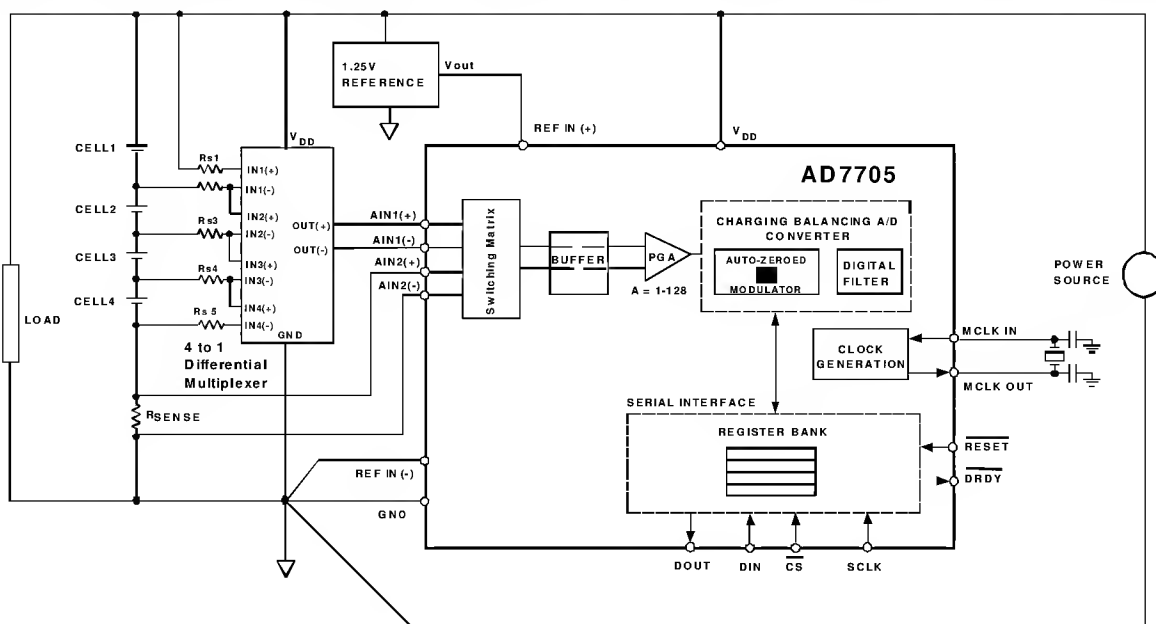 1.25V
REFERENCE
Vout
REF IN (+)
VDD
VDD
CELL1
CELL2
CELL3
CELL4
Rs1
Rs3
Rs4
Rs 5
IN1(+)
IN1(-)
IN2(+)
IN2(-)
IN3(+)
IN3(-)
IN4(+)
IN4(-)
OUT(+)
OUT(-)
GND
4 to 1
Differential
Multiplexer
LOAD
RSENSE
AIN1(+)
AIN1(-)
AIN2(+)
AIN2(-)
REF IN (-)
GNO
AD7705
Switching Matrix
BUFFER
PGA
A = 1-128
CHARGING BALANCING A/D
CONVERTER
AUTO-ZEROED
MODULATOR
DIGITAL
FILTER
CLOCK
GENERATION
MCLK IN
MCLK OUT
POWER
SOURCE
SERIAL INTERFACE
REGISTER BANK
RESET
DRDY
DOUT
DIN
CS
SCLK